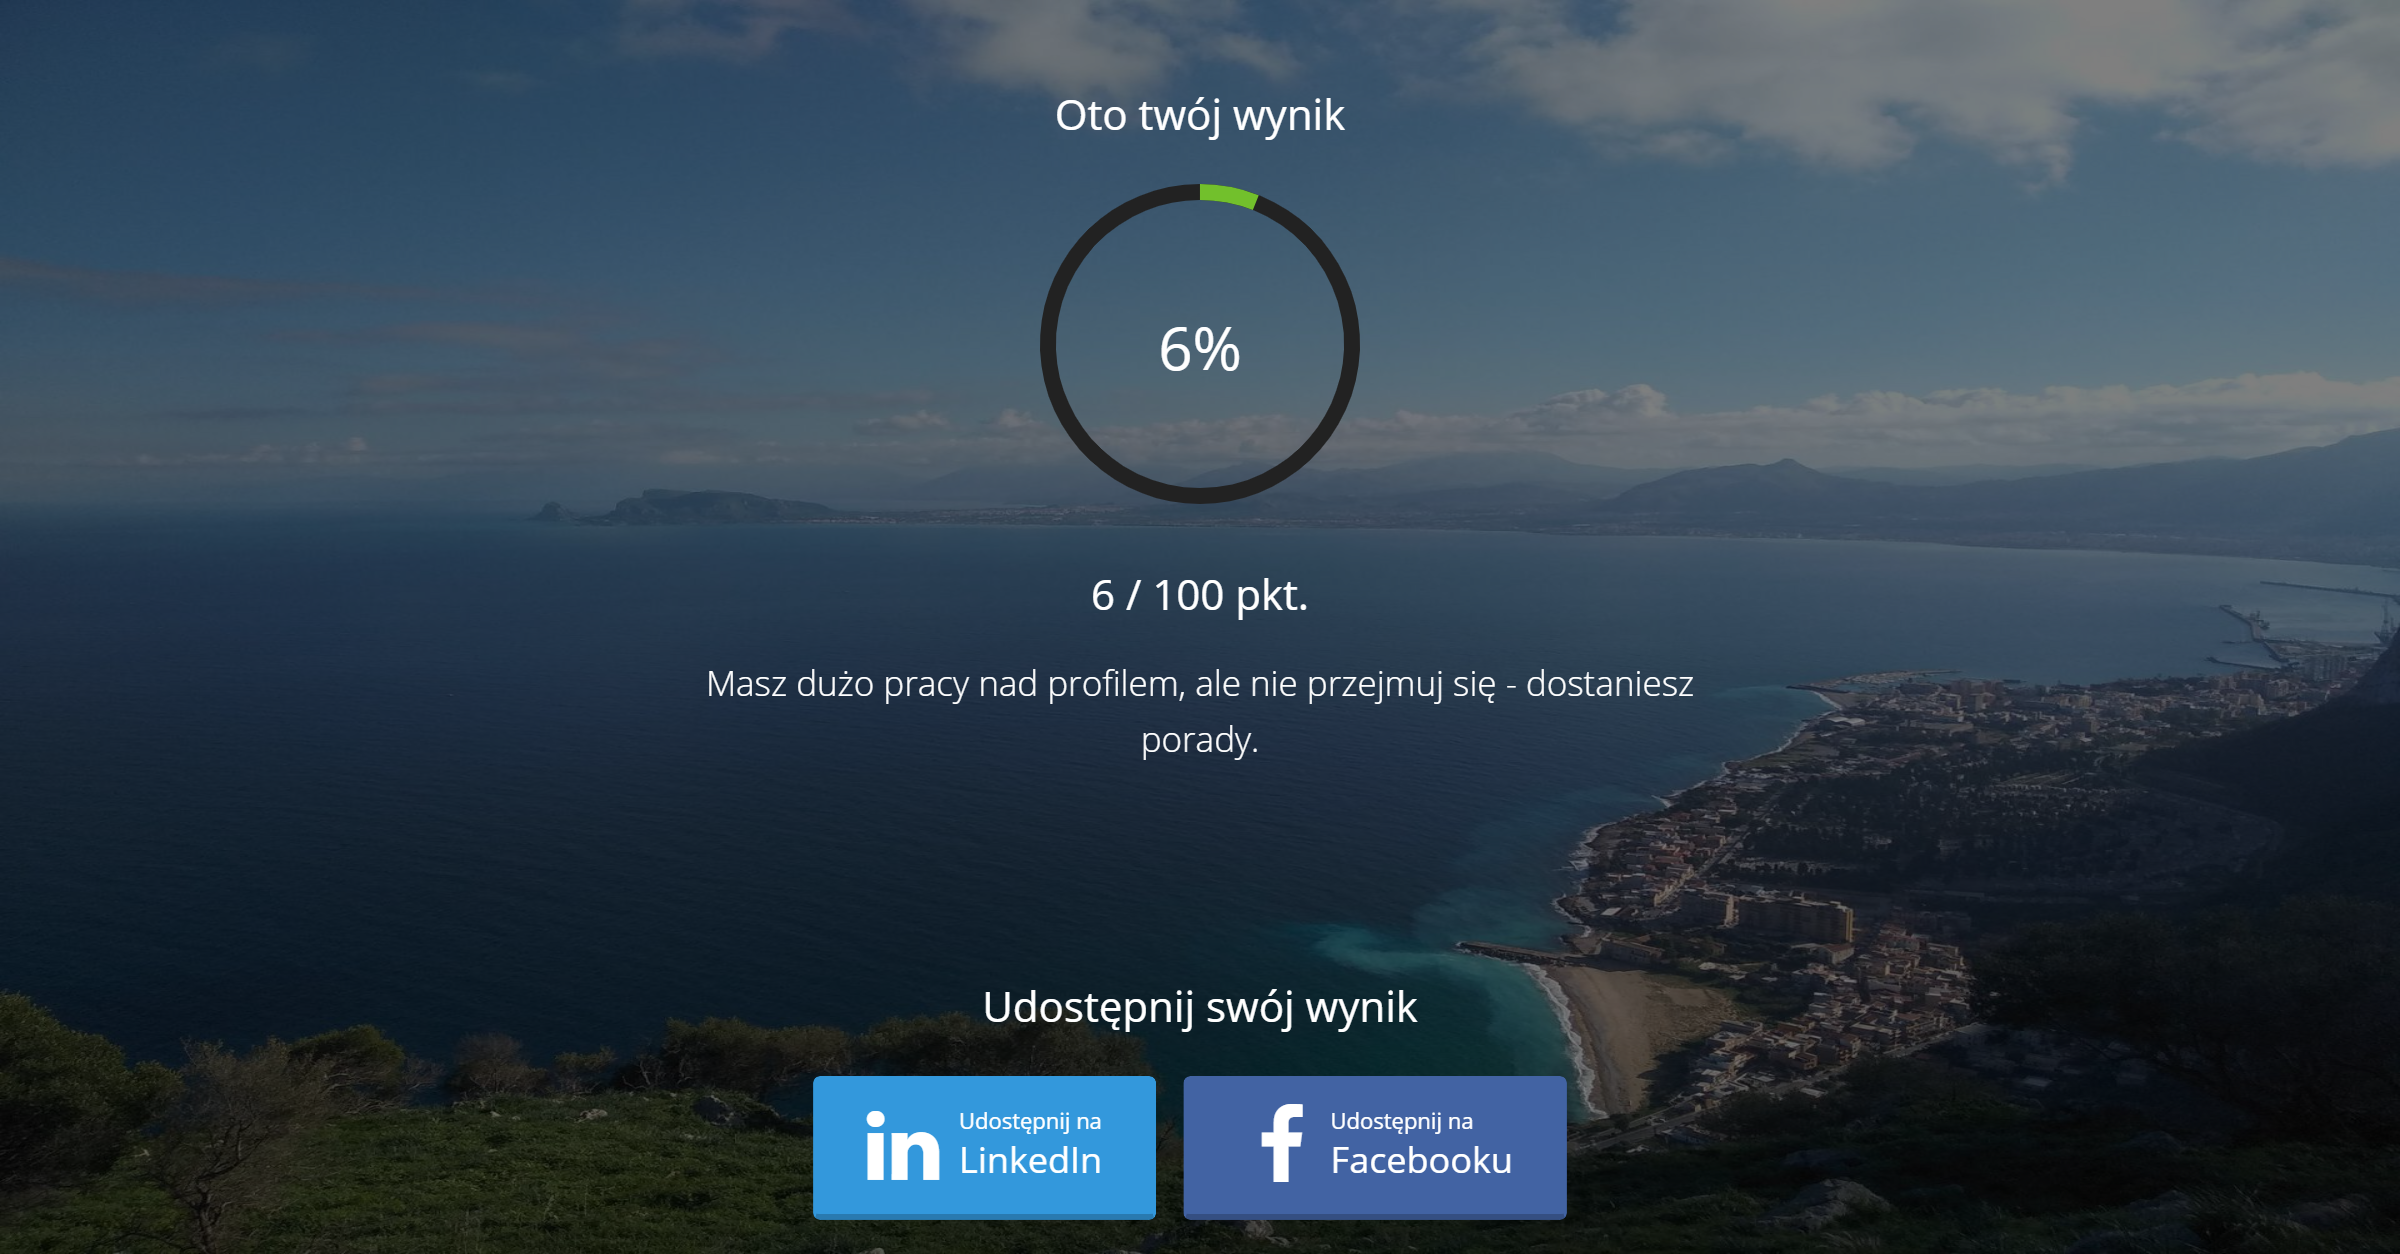 Oto twój wynik
6%
6 / 100 pkt.
Masz dużo pracy nad profilem, ale nie przejmuj się - dostaniesz
porady.
Udostępnij swój wynik
in
Udostępnij na
LinkedIn
f
Udostępnij na
Facebooku